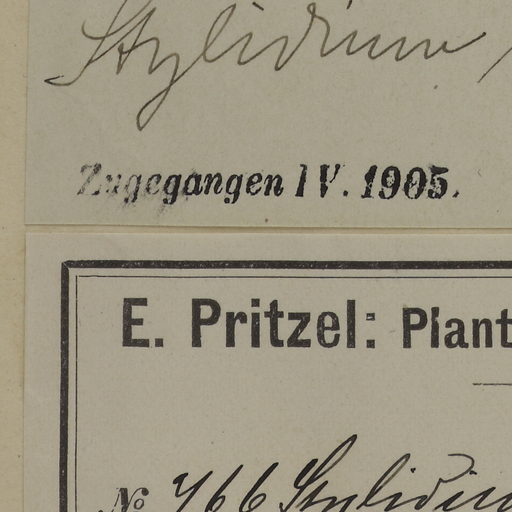 Stylidium
Zugegangen IV. 1905.
E. Pritzel: Plant
№ 766 Stylidium